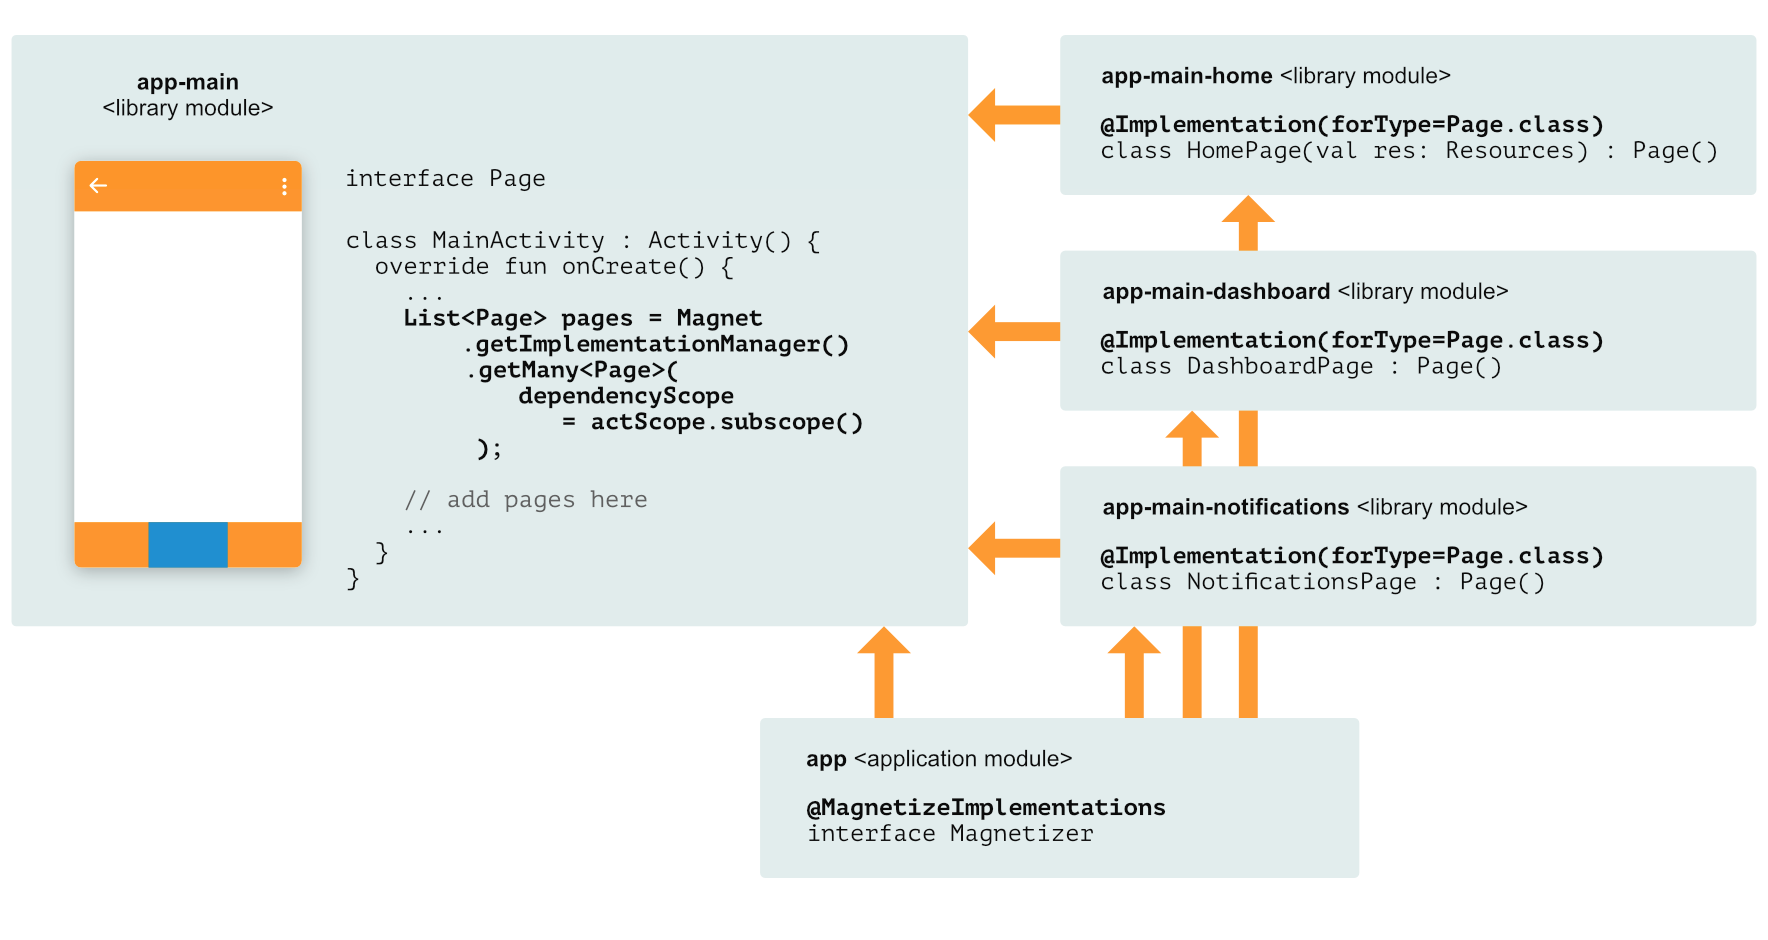 app-main
<library module>
interface Page
class MainActivity : Activity() {
override fun onCreate() {
...
List<Page> pages = Magnet
.getImplementationManager()
.getMany<Page>(
dependencyScope
= actScope.subscope()
);
// add pages here
...
}
}
app-main-home <library module>
@Implementation(forType=Page.class)
class HomePage(val res: Resources) : Page()
app-main-dashboard <library module>
@Implementation(forType=Page.class)
class DashboardPage : Page()
app-main-notifications <library module>
@Implementation(forType=Page.class)
class NotificationsPage : Page()
app <application module>
@MagnetizeImplementations
interface Magnetizer